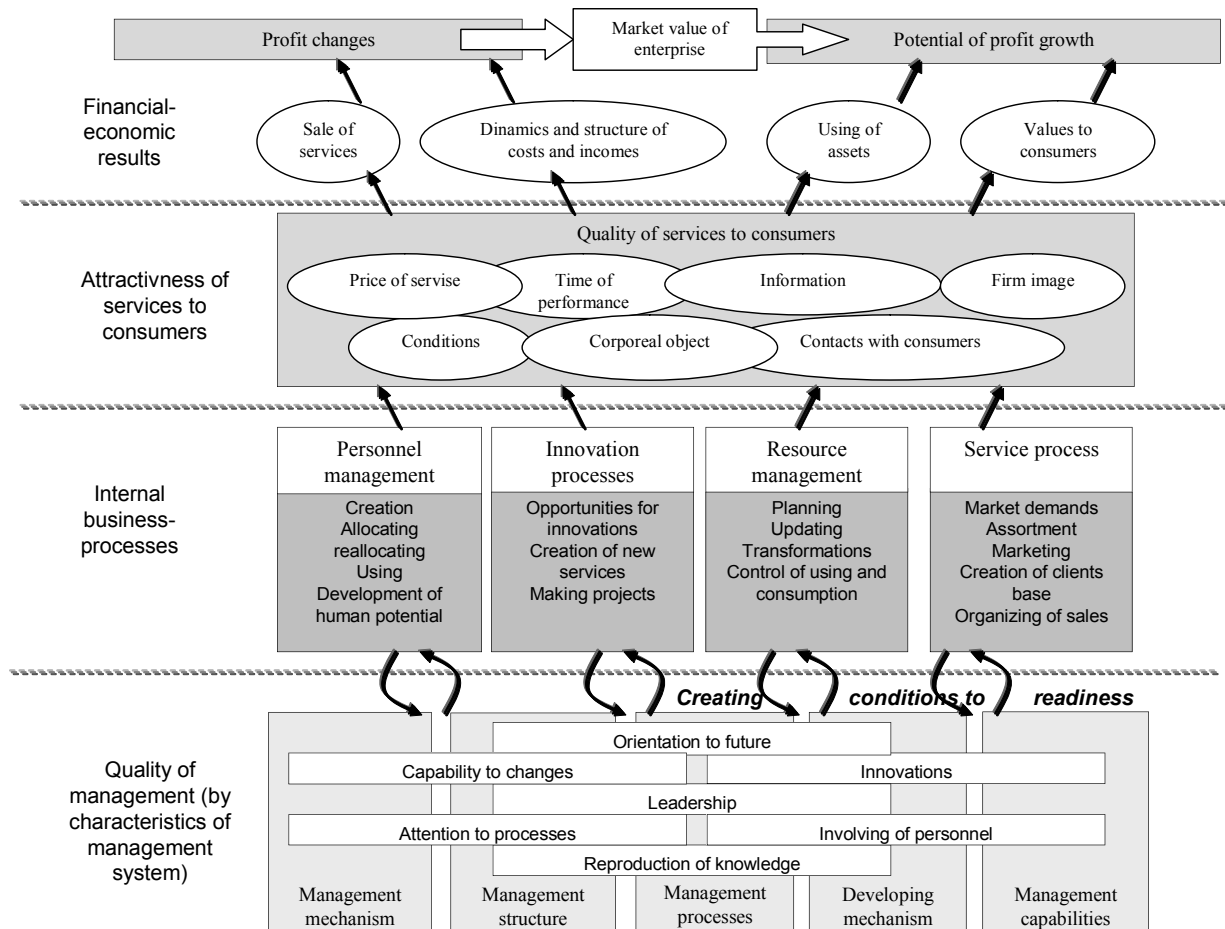 Profit changes
Market value of
enterprise
Potential of profit growth
Financial-
economic
results
Sale of
services
Dinamics and structure of
costs and incomes
Using of
assets
Values to
consumers
Attractivness of
services to
consumers
Quality of services to consumers
Price of servise
Time of
performance
Information
Firm image
Conditions
Corporeal object
Contacts with consumers
Internal
business-
processes
Personnel
management
Creation
Allocating
reallocating
Using
Development of
human potential
Innovation
processes
Opportunities for
innovations
Creation of new
services
Making projects
Resource
management
Planning
Updating
Transformations
Control of using and
consumption
Service process
Market demands
Assortment
Marketing
Creation of clients
base
Organizing of sales
Creating conditions to readiness
Quality of
management (by
characteristics of
management
system)
Orientation to future
Capability to changes
Innovations
Leadership
Attention to processes
Involving of personnel
Reproduction of knowledge
Management
mechanism
Management
structure
Management
processes
Developing
mechanism
Management
capabilities